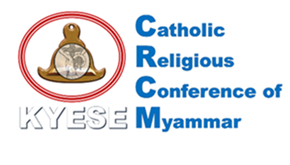 Catholic
Religious
Conference of
Myanmar
KYESE